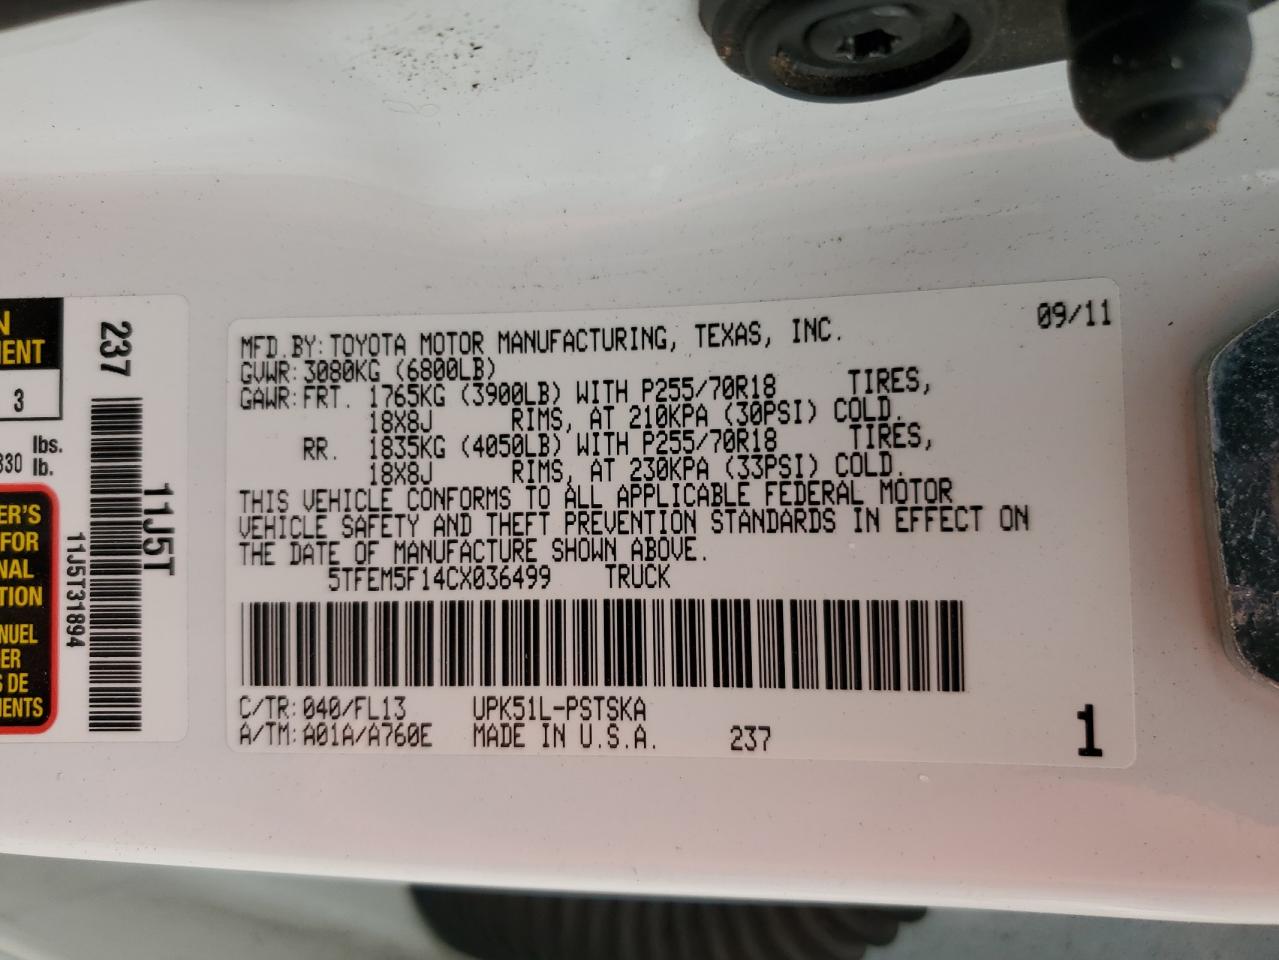 MFD.BY:TOYOTA MOTOR MANUFACTURING, TEXAS, INC. 09/11
GVWR:3080KG (6800LB)
GAWR:FRT. 1765KG (3900LB) WITH P255/70R18 TIRES,
18X8J RIMS, AT 210KPA (30PSI) COLD.
RR. 1835KG (4050LB) WITH P255/70R18 TIRES,
18X8J RIMS, AT 230KPA (33PSI) COLD.
THIS VEHICLE CONFORMS TO ALL APPLICABLE FEDERAL MOTOR
VEHICLE SAFETY AND THEFT PREVENTION STANDARDS IN EFFECT ON
THE DATE OF MANUFACTURE SHOWN ABOVE.
5TFEM5F14CX036499 TRUCK
C/TR:040/FL13 UPK51L-PSTSKA
A/TM:A01A/A760E MADE IN U.S.A. 237 1
237
11J5T
11J5T31894
N
MENT
3
lbs.
330 lb.
ER'S
FOR
NAL
TION
NUEL
ER
S DE
MENTS